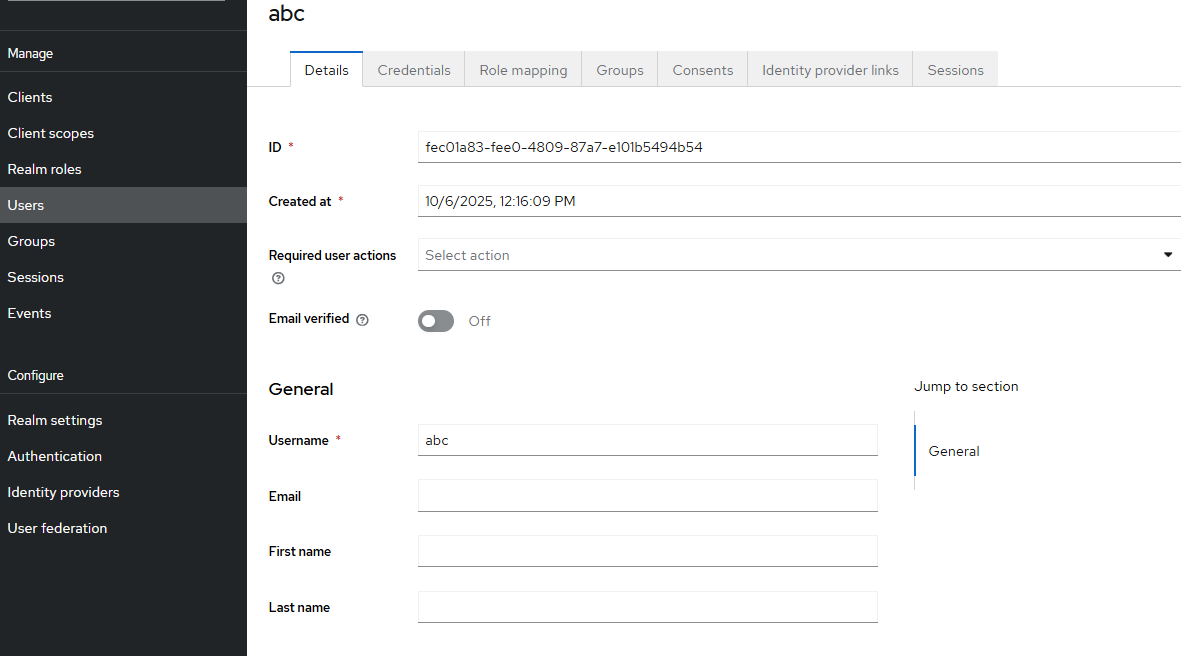 abc
Manage
Clients
Client scopes
Realm roles
Users
Groups
Sessions
Events
Configure
Realm settings
Authentication
Identity providers
User federation
Details Credentials Role mapping Groups Consents Identity provider links Sessions
ID * fec01a83-fee0-4809-87a7-e101b5494b54
Created at * 10/6/2025, 12:16:09 PM
Required user actions ? Select action
Email verified ? Off
General
Username * abc
Email
First name
Last name
Jump to section
General